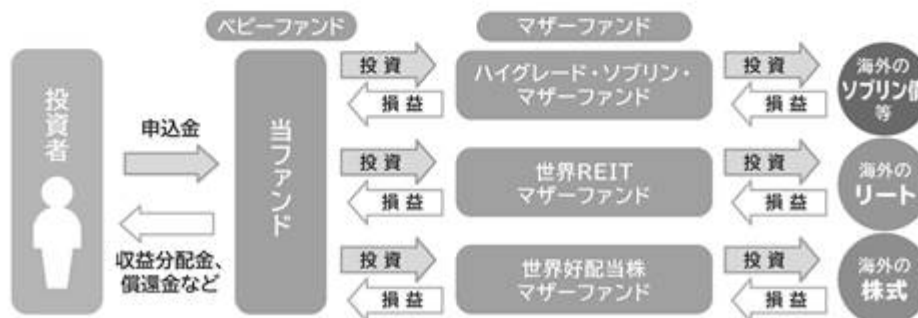 ベビーファンド
マザーファンド
投資者
申込金
収益分配金、
償還金など
当ファンド
投資
損益
ハイグレード・ソブリン・
マザーファンド
投資
損益
海外の
ソブリン債
等
投資
損益
世界REIT
マザーファンド
投資
損益
海外の
リート
投資
損益
世界好配当株
マザーファンド
投資
損益
海外の
株式